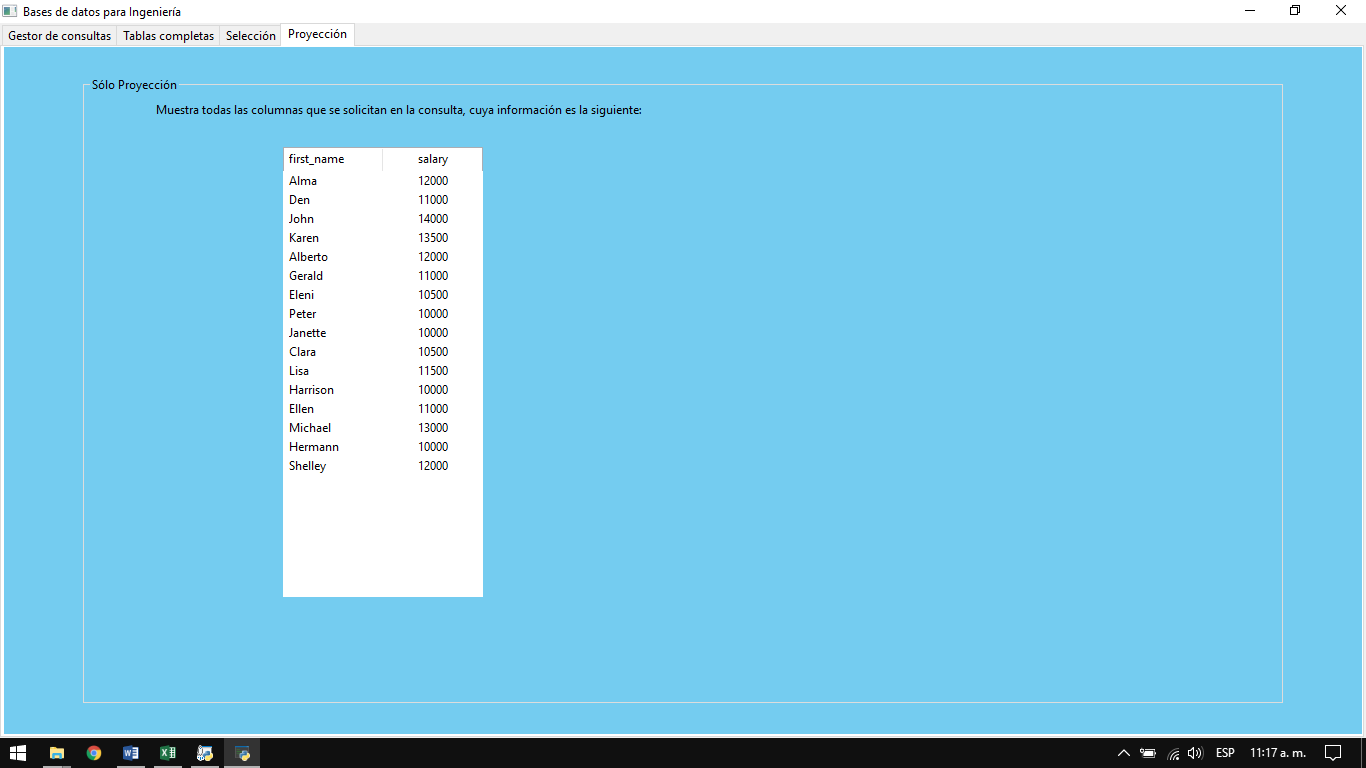 Bases de datos para Ingeniería
Gestor de consultas Tablas completas Selección Proyección
Sólo Proyección
Muestra todas las columnas que se solicitan en la consulta, cuya información es la siguiente:
first_name salary
Alma 12000
Den 11000
John 14000
Karen 13500
Alberto 12000
Gerald 11000
Eleni 10500
Peter 10000
Janette 10000
Clara 10500
Lisa 11500
Harrison 10000
Ellen 11000
Michael 13000
Hermann 10000
Shelley 12000
ESP 11:17 a. m.